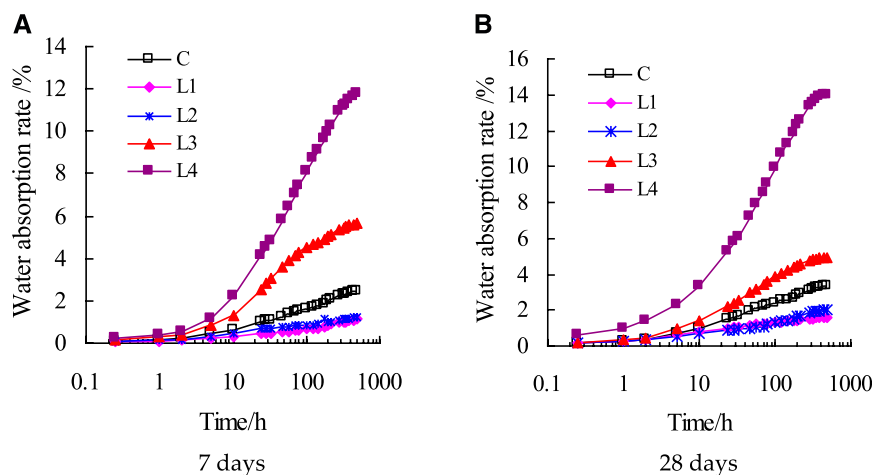 A
Water absorption rate /%
14
12
10
8
6
4
2
0
C
L1
L2
L3
L4
0.1
1
10
100
1000
Time/h
7 days
B
Water absorption rate /%
16
14
12
10
8
6
4
2
0
C
L1
L2
L3
L4
0.1
1
10
100
1000
Time/h
28 days